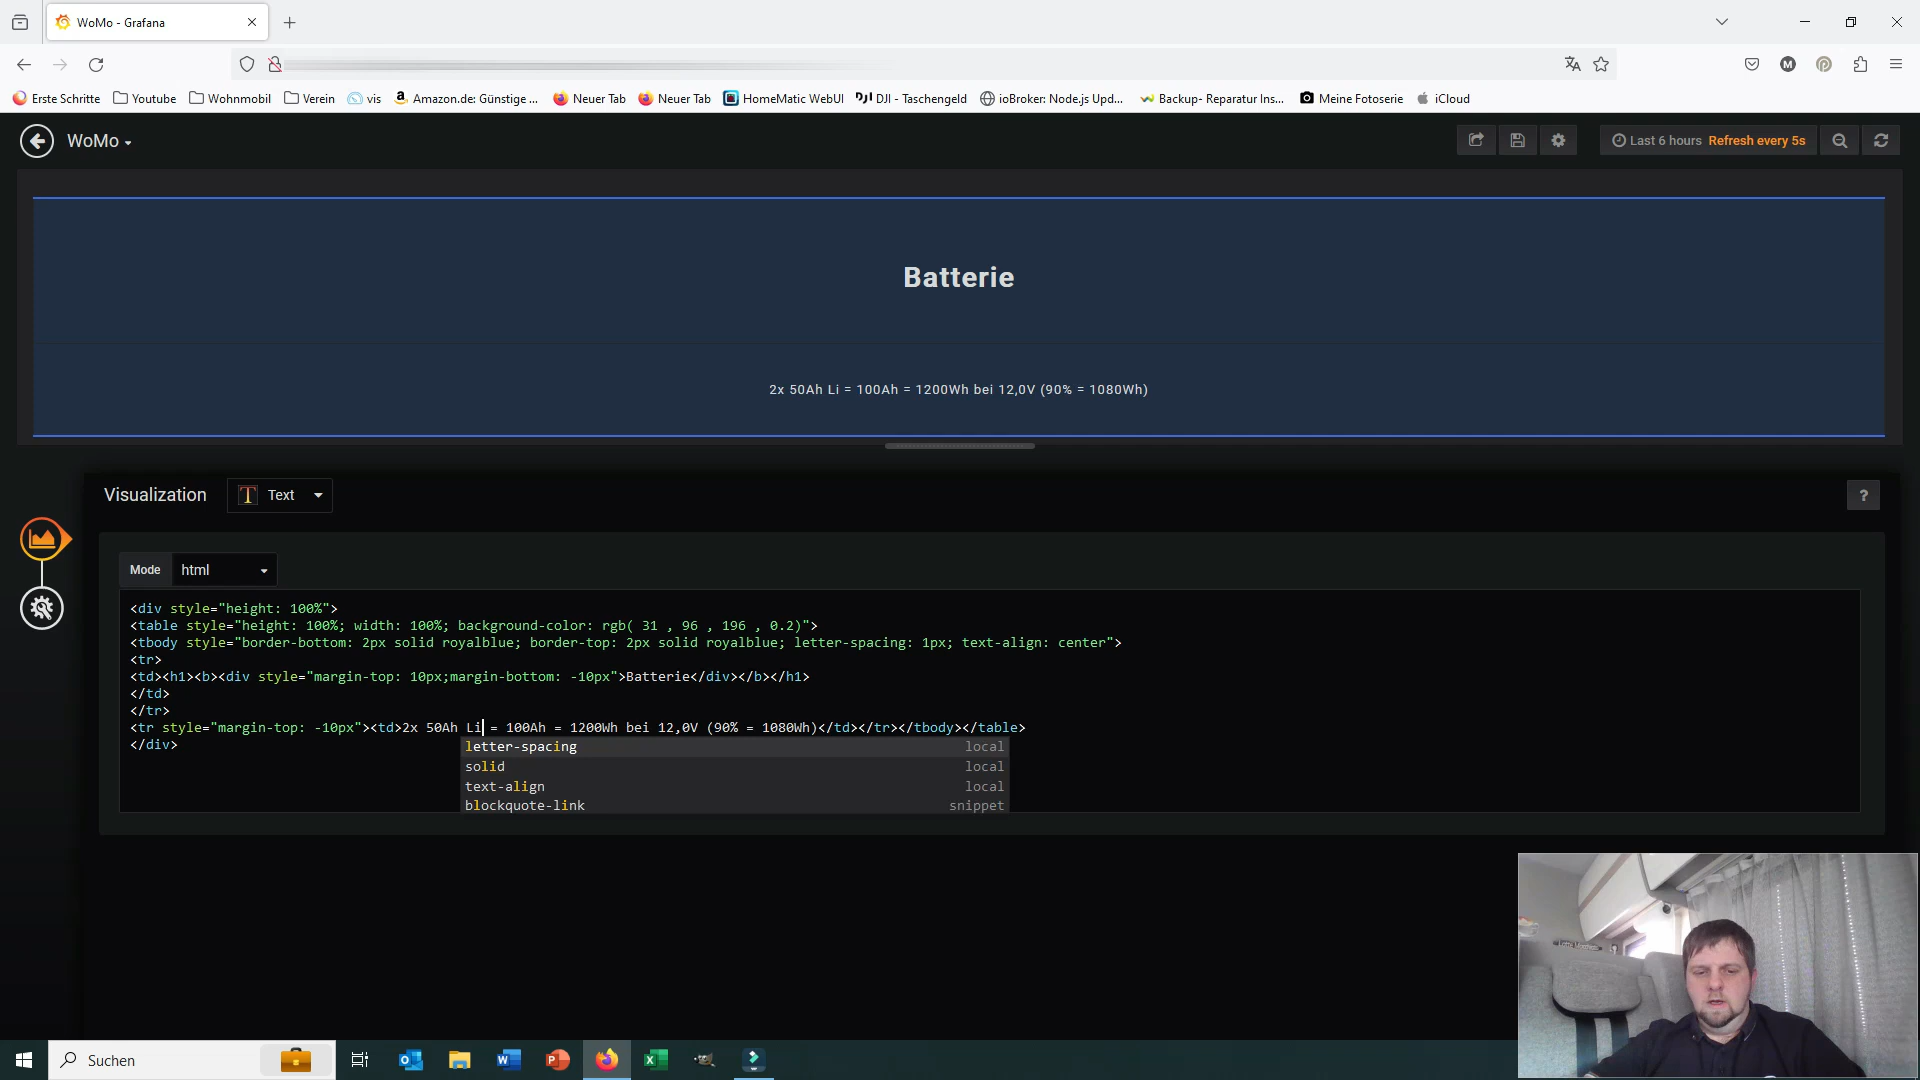 WoMo - Grafana
M
Erste Schritte
Youtube
Wohnmobil
Verein
vis
Amazon.de: Günstige ...
Neuer Tab
Neuer Tab
HomeMatic WebUI
DJI - Taschengeld
ioBroker: Node.js Upd...
Backup- Reparatur Ins...
Meine Fotoserie
iCloud
WoMo
Last 6 hours Refresh every 5s
Batterie
2x 50Ah Li = 100Ah = 1200Wh bei 12,0V (90% = 1080Wh)
Visualization
Text
?
Mode
html
<div style="height: 100%">
<table style="height: 100%; width: 100%; background-color: rgb( 31 , 96 , 196 , 0.2)">
<tbody style="border-bottom: 2px solid royalblue; border-top: 2px solid royalblue; letter-spacing: 1px; text-align: center">
<tr>
<td><h1><b><div style="margin-top: 10px;margin-bottom: -10px">Batterie</div></b></h1>
</td>
</tr>
<tr style="margin-top: -10px"><td>2x 50Ah Li = 100Ah = 1200Wh bei 12,0V (90% = 1080Wh)</td></tr></tbody></table>
</div>
letter-spacing local
solid local
text-align local
blockquote-link snippet
Suchen